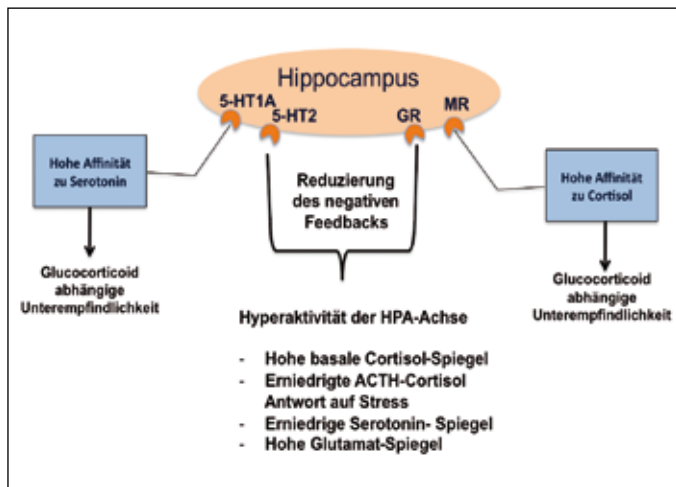 Hippocampus
5-HT1A
5-HT2
GR
MR
Hohe Affinität
zu Serotonin
Glucocorticoid
abhängige
Unterempfindlichkeit
Reduzierung
des negativen
Feedbacks
Hohe Affinität
zu Cortisol
Glucocorticoid
abhängige
Unterempfindlichkeit
Hyperaktivität der HPA-Achse
- Hohe basale Cortisol-Spiegel
- Erniedrigte ACTH-Cortisol
Antwort auf Stress
- Erniedrige Serotonin- Spiegel
- Hohe Glutamat-Spiegel